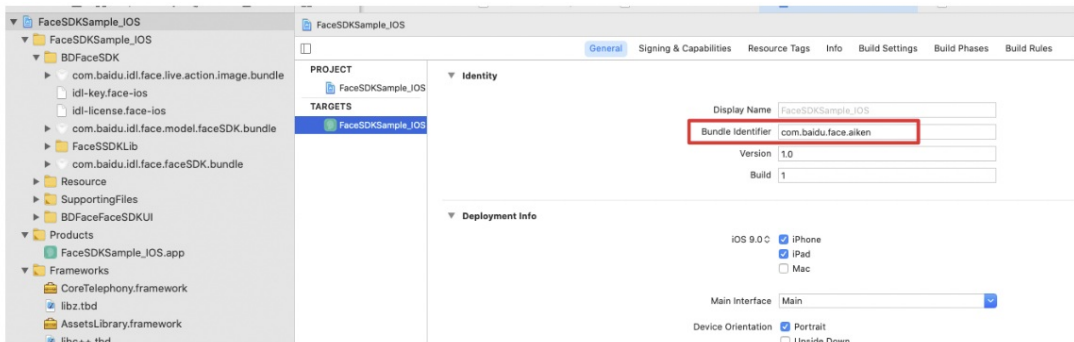 FaceSDKSample_IOS
FaceSDKSample_IOS
BDFaceSDK
com.baidu.idl.face.live.action.image.bundle
idl-key.face-ios
idl-license.face-ios
com.baidu.idl.face.model.faceSDK.bundle
FaceSSDKLib
com.baidu.idl.face.faceSDK.bundle
Resource
SupportingFiles
BDFaceFaceSDKUI
Products
FaceSDKSample_IOS.app
Frameworks
CoreTelephony.framework
libz.tbd
AssetsLibrary.framework
libc++.tbd
FaceSDKSample_IOS
General Signing & Capabilities Resource Tags Info Build Settings Build Phases Build Rules
PROJECT
FaceSDKSample_IOS
TARGETS
FaceSDKSample_IOS
Identity
Display Name FaceSDKSample_IOS
Bundle Identifier com.baidu.face.aiken
Version 1.0
Build 1
Deployment Info
iOS 9.0 iPhone
iPad
Mac
Main Interface Main
Device Orientation Portrait
Upside Down